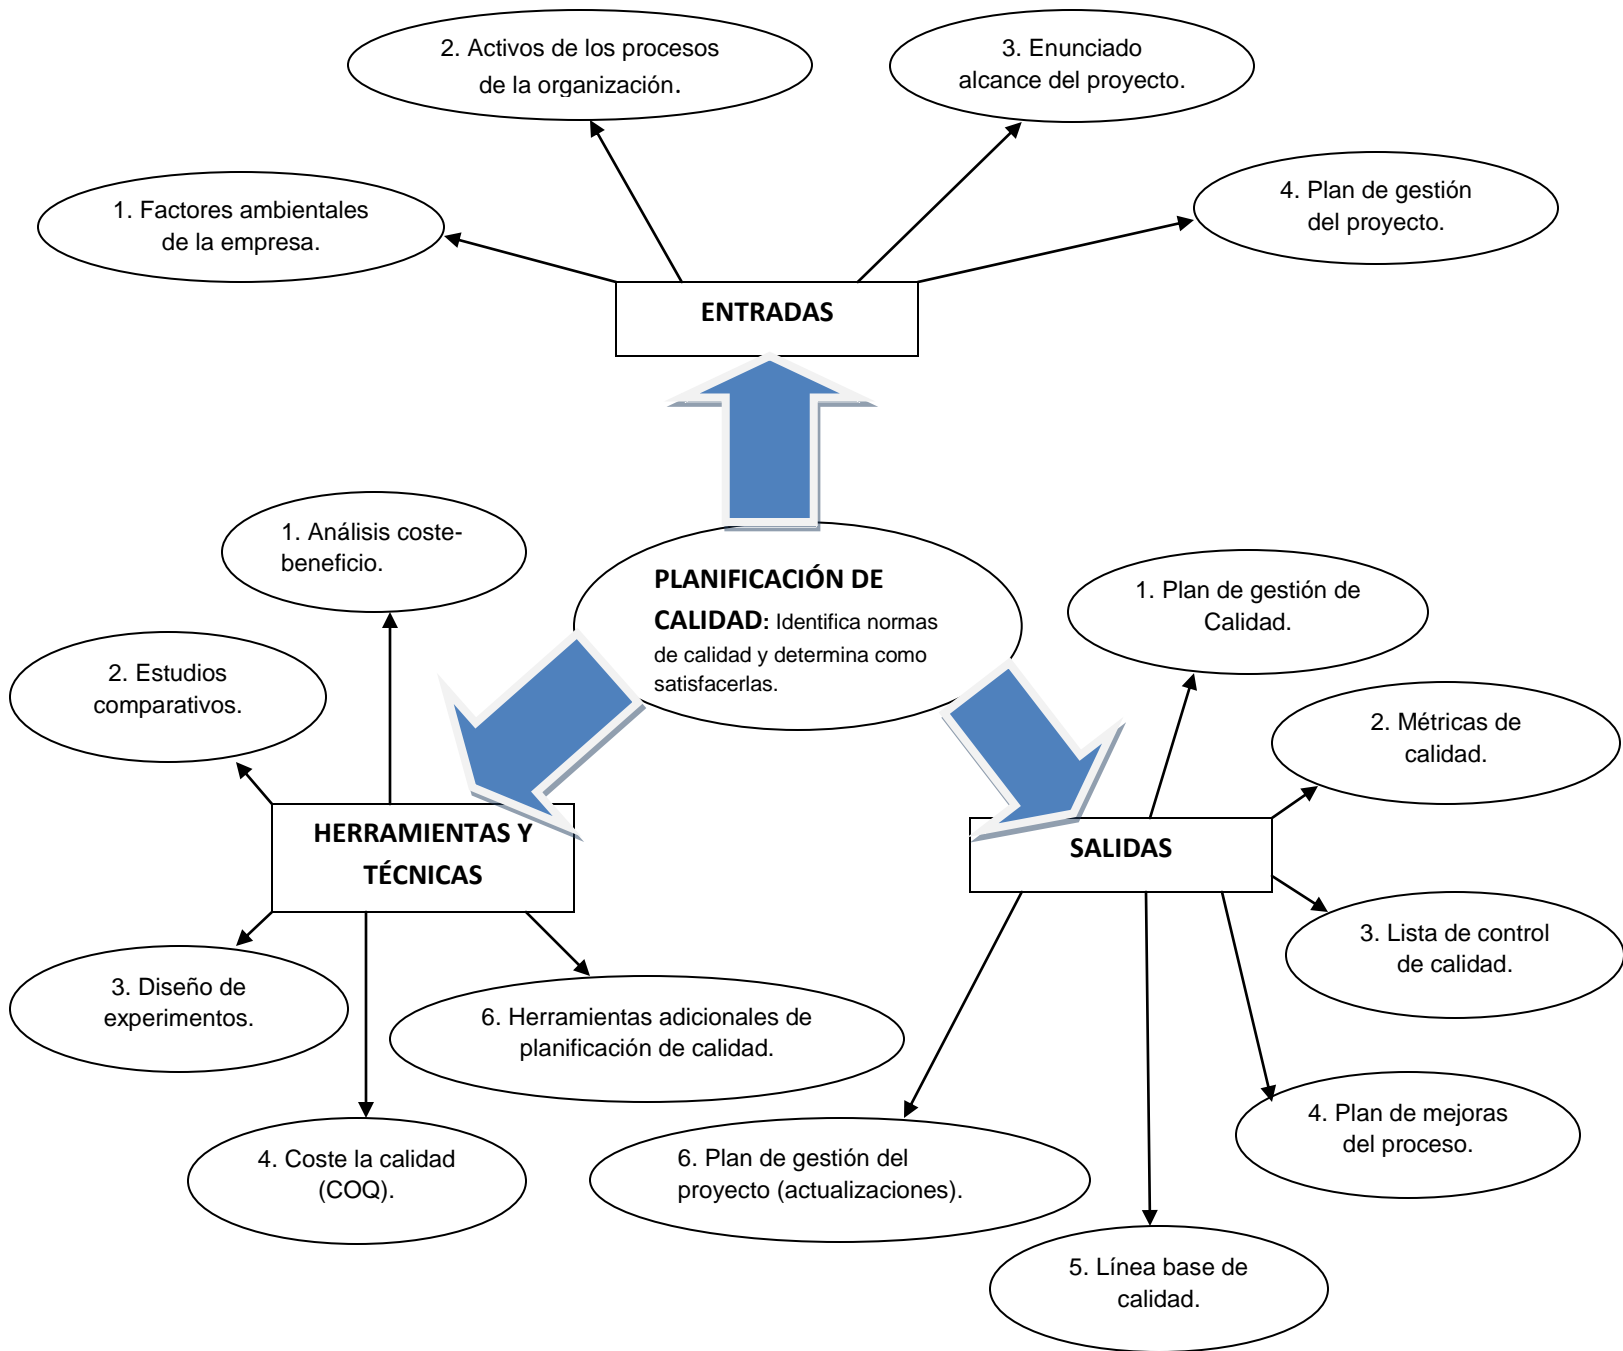 2. Activos de los procesos
de la organización.
3. Enunciado
alcance del proyecto.
1. Factores ambientales
de la empresa.
4. Plan de gestión
del proyecto.
ENTRADAS
1. Análisis coste-
beneficio.
PLANIFICACIÓN DE
CALIDAD: Identifica normas
de calidad y determina como
satisfacerlas.
1. Plan de gestión de
Calidad.
2. Estudios
comparativos.
2. Métricas de
calidad.
HERRAMIENTAS Y
TÉCNICAS
SALIDAS
3. Lista de control
de calidad.
3. Diseño de
experimentos.
6. Herramientas adicionales de
planificación de calidad.
4. Plan de mejoras
del proceso.
4. Coste la calidad
(COQ).
6. Plan de gestión del
proyecto (actualizaciones).
5. Línea base de
calidad.